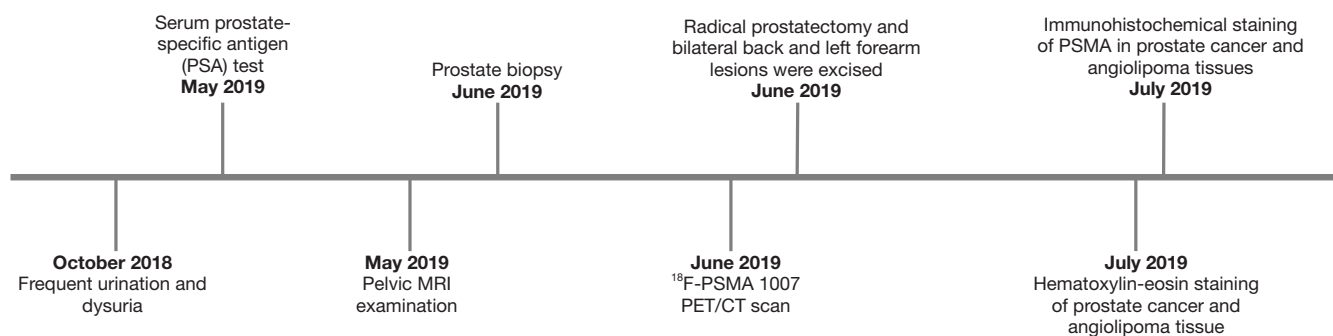 Serum prostate-
specific antigen
(PSA) test
May 2019
Prostate biopsy
June 2019
Radical prostatectomy and
bilateral back and left forearm
lesions were excised
June 2019
Immunohistochemical staining
of PSMA in prostate cancer and
angiolipoma tissues
July 2019
October 2018
Frequent urination and
dysuria
May 2019
Pelvic MRI
examination
June 2019
¹⁸F-PSMA 1007
PET/CT scan
July 2019
Hematoxylin-eosin staining
of prostate cancer and
angiolipoma tissue